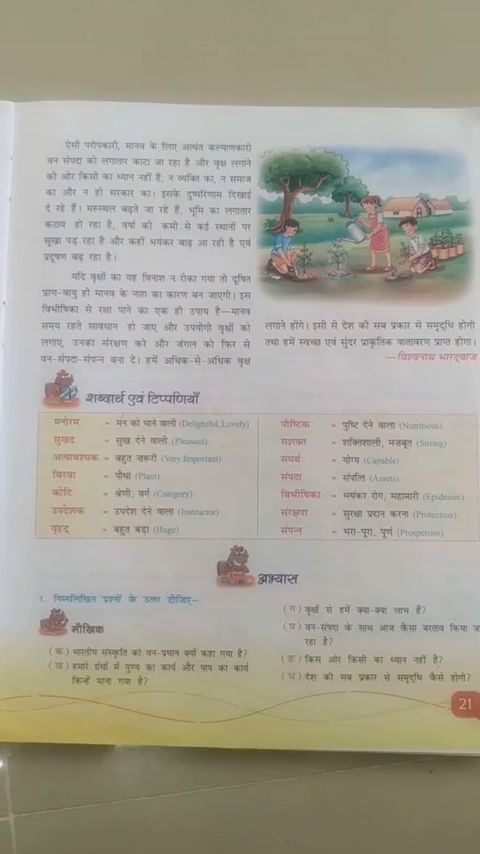 ऐसी परोपकारी, मानव के लिए अत्यंत कल्याणकारी
वन संपदा को लगातार काटा जा रहा है और वृक्ष लगाने
की ओर किसी का ध्यान नहीं है, न व्यक्ति का, न समाज
का और न ही सरकार का। इसके दुष्परिणाम दिखाई
दे रहे हैं। मरुस्थल बढ़ते जा रहे हैं, भूमि का लगातार
कटाव हो रहा है, वर्षा की कमी से कई स्थानों पर
सूखा पड़ रहा है और कहीं भयंकर बाढ़ आ रही है एवं
प्रदूषण बढ़ रहा है।
यदि वृक्षों का यह विनाश न रोका गया तो दूषित
प्राण-वायु ही मानव के नाश का कारण बन जाएगी। इस
विभीषिका से रक्षा पाने का एक ही उपाय है—मानव
समय रहते सावधान हो जाए और उपयोगी वृक्षों को
लगाए, उनका संरक्षण करे और जंगल को फिर से
वन-संपदा-संपन्न बना दे। हमें अधिक-से-अधिक वृक्ष
लगाने होंगे। इसी से देश की सब प्रकार से समृद्धि होगी
तथा हमें स्वच्छ एवं सुंदर प्राकृतिक वातावरण प्राप्त होगा।
—विश्वनाथ भारद्वाज
शब्दार्थ एवं टिप्पणियाँ
मनोरम = मन को भाने वाली (Delightful, Lovely)
सुखद = सुख देने वाली (Pleasant)
अत्यावश्यक = बहुत ज़रूरी (Very Important)
बिरवा = पौधा (Plant)
कोटि = श्रेणी, वर्ग (Category)
उपदेशक = उपदेश देने वाला (Instructor)
वृहद् = बहुत बड़ा (Huge)
पौष्टिक = पुष्टि देने वाला (Nutritious)
सशक्त = शक्तिशाली, मज़बूत (Strong)
समर्थ = योग्य (Capable)
संपदा = संपत्ति (Assets)
विभीषिका = भयंकर रोग, महामारी (Epidemic)
संरक्षण = सुरक्षा प्रदान करना (Protection)
संपन्न = भरा-पूरा, पूर्ण (Prosperous)
अभ्यास
1. निम्नलिखित प्रश्नों के उत्तर दीजिए—
मौखिक
(क) भारतीय संस्कृति को वन-प्रधान क्यों कहा गया है?
(ख) हमारे ग्रंथों में पुण्य का कार्य और पाप का कार्य
किन्हें माना गया है?
(ग) वृक्षों से हमें क्या-क्या लाभ हैं?
(घ) वन-संपदा के साथ आज कैसा बरताव किया ज
रहा है?
(ङ) किस ओर किसी का ध्यान नहीं है?
(च) देश की सब प्रकार से समृद्धि कैसे होगी?
21